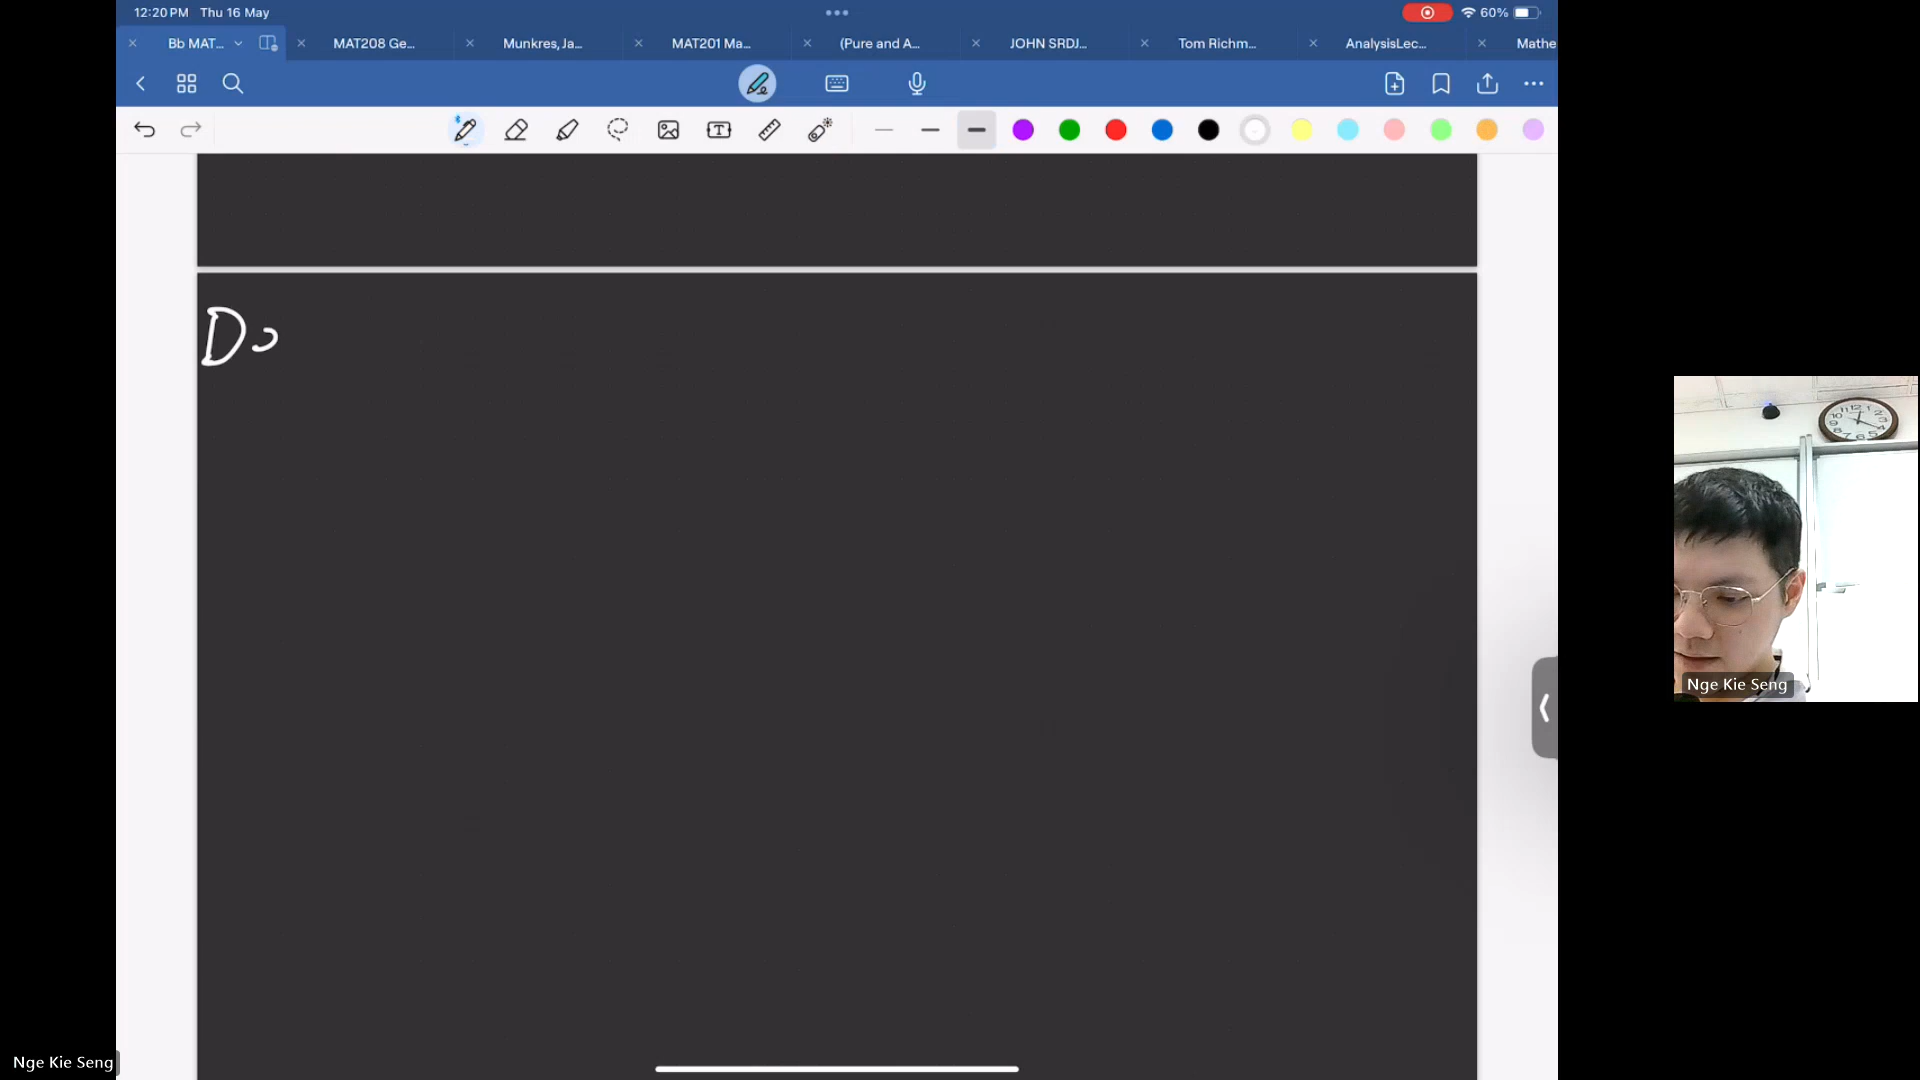 12:20 PM Thu 16 May
60%
Bb MAT... MAT208 Ge... Munkres, Ja... MAT201 Ma... (Pure and A... JOHN SRDJ... Tom Richm... AnalysisLec... Mathe
Nge Kie Seng
Nge Kie Seng